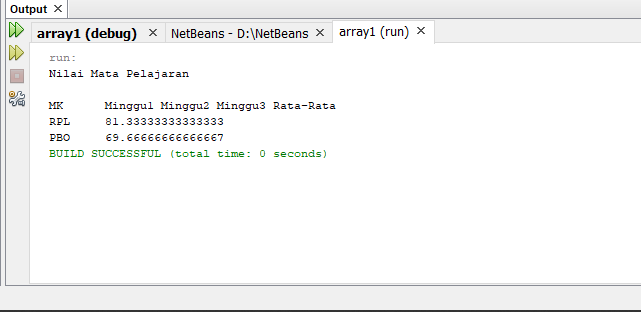 Output ×
array1 (debug) × NetBeans - D:\NetBeans × array1 (run) ×
run:
Nilai Mata Pelajaran
MK Minggu1 Minggu2 Minggu3 Rata-Rata
RPL 81.33333333333333
PBO 69.66666666666667
BUILD SUCCESSFUL (total time: 0 seconds)